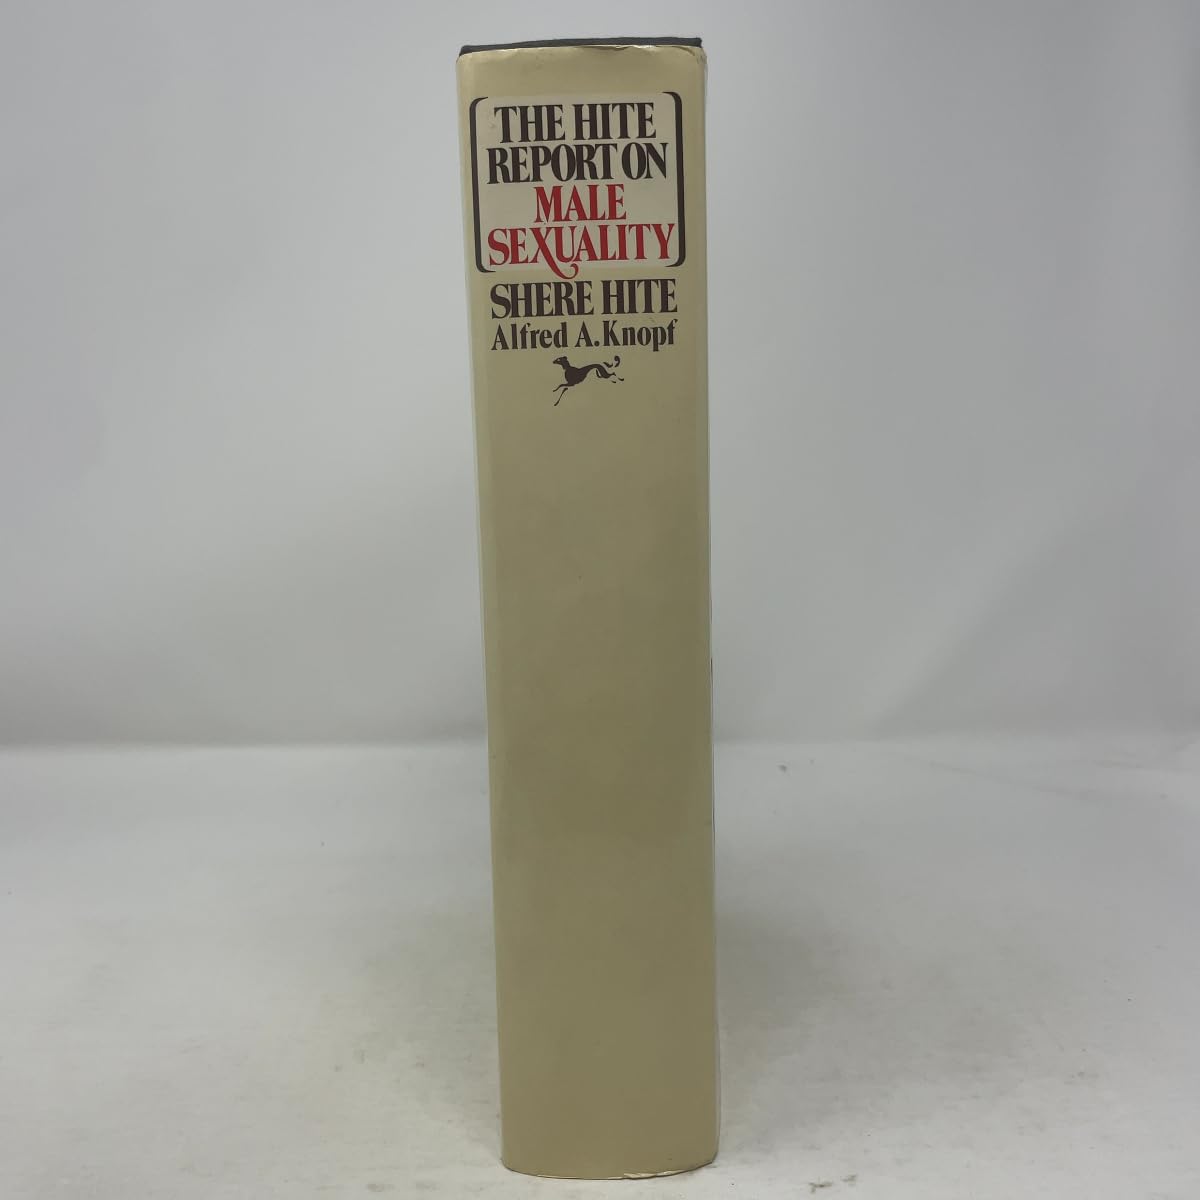 THE HITE
REPORT ON
MALE
SEXUALITY
SHERE HITE
Alfred A. Knopf